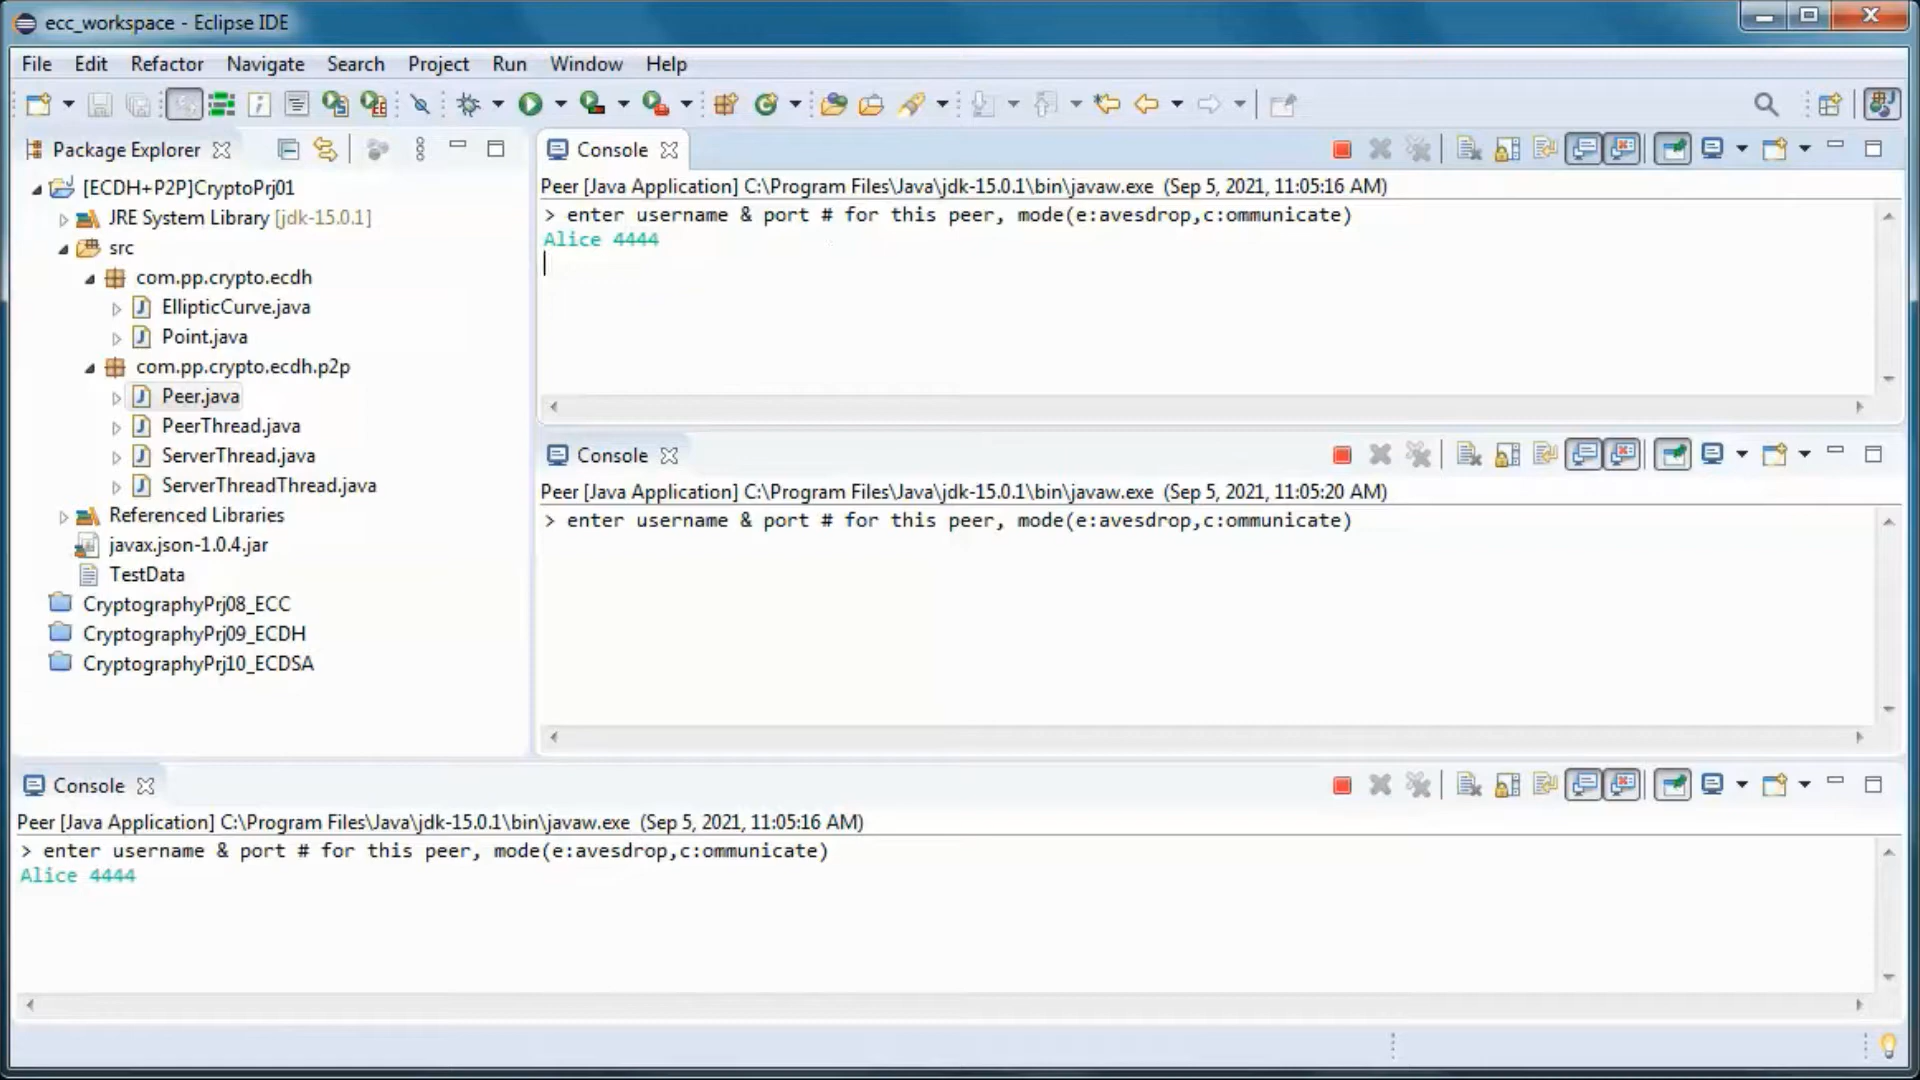 ecc_workspace - Eclipse IDE
File Edit Refactor Navigate Search Project Run Window Help
Package Explorer
[ECDH+P2P]CryptoPrj01
JRE System Library [jdk-15.0.1]
src
com.pp.crypto.ecdh
EllipticCurve.java
Point.java
com.pp.crypto.ecdh.p2p
Peer.java
PeerThread.java
ServerThread.java
ServerThreadThread.java
Referenced Libraries
javax.json-1.0.4.jar
TestData
CryptographyPrj08_ECC
CryptographyPrj09_ECDH
CryptographyPrj10_ECDSA
Console
Peer [Java Application] C:\Program Files\Java\jdk-15.0.1\bin\javaw.exe (Sep 5, 2021, 11:05:16 AM)
> enter username & port # for this peer, mode(e:avesdrop,c:ommunicate)
Alice 4444
Console
Peer [Java Application] C:\Program Files\Java\jdk-15.0.1\bin\javaw.exe (Sep 5, 2021, 11:05:20 AM)
> enter username & port # for this peer, mode(e:avesdrop,c:ommunicate)
Console
Peer [Java Application] C:\Program Files\Java\jdk-15.0.1\bin\javaw.exe (Sep 5, 2021, 11:05:16 AM)
> enter username & port # for this peer, mode(e:avesdrop,c:ommunicate)
Alice 4444